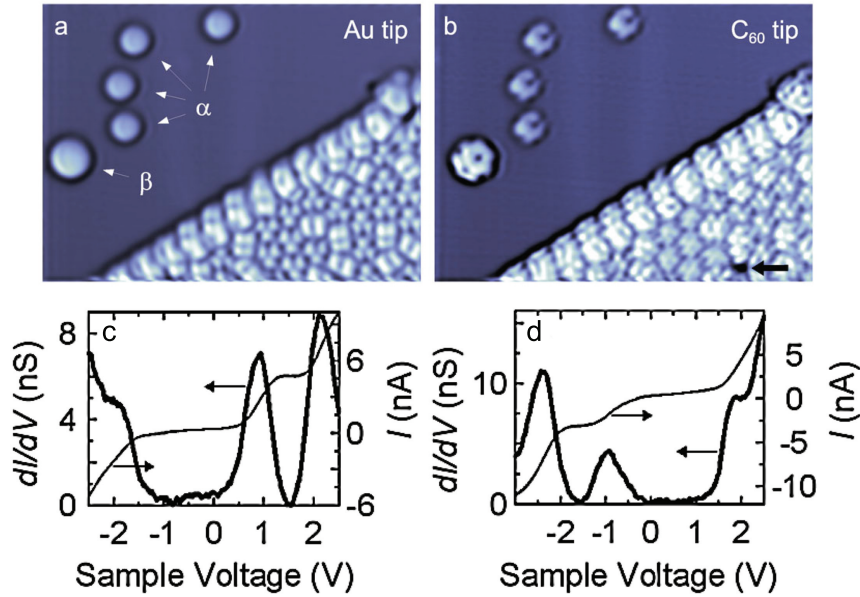 a
Au tip
α
β
b
C₆₀ tip
c
dI/dV (nS)
8
4
0
6
0
-6
I (nA)
-2 -1 0 1 2
Sample Voltage (V)
d
dI/dV (nS)
10
0
5
0
-5
-10
I (nA)
-2 -1 0 1 2
Sample Voltage (V)